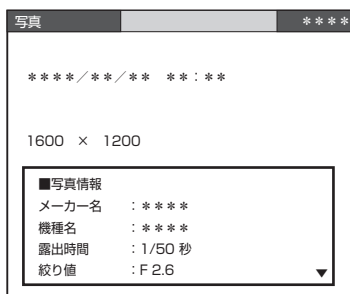 写真 ＊＊＊＊
＊＊＊＊／＊＊／＊＊ ＊＊：＊＊
1600 × 1200
■写真情報
メーカー名 ：＊＊＊＊
機種名 ：＊＊＊＊
露出時間 ：1/50 秒
絞り値 ：F 2.6 ▼